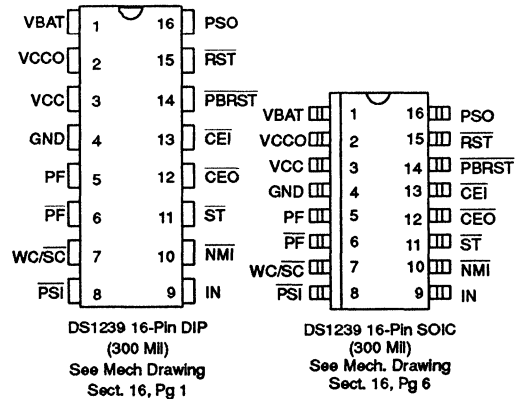 VBAT 1 16 PSO
VCCO 2 15 RST
VCC 3 14 PBRST
GND 4 13 CEI
PF 5 12 CEO
PF 6 11 ST
WC/SC 7 10 NMI
PSI 8 9 IN
DS1239 16-Pin DIP
(300 Mil)
See Mech Drawing
Sect. 16, Pg 1
VBAT 1 16 PSO
VCCO 2 15 RST
VCC 3 14 PBRST
GND 4 13 CEI
PF 5 12 CEO
PF 6 11 ST
WC/SC 7 10 NMI
PSI 8 9 IN
DS1239 16-Pin SOIC
(300 Mil)
See Mech. Drawing
Sect. 16, Pg 6